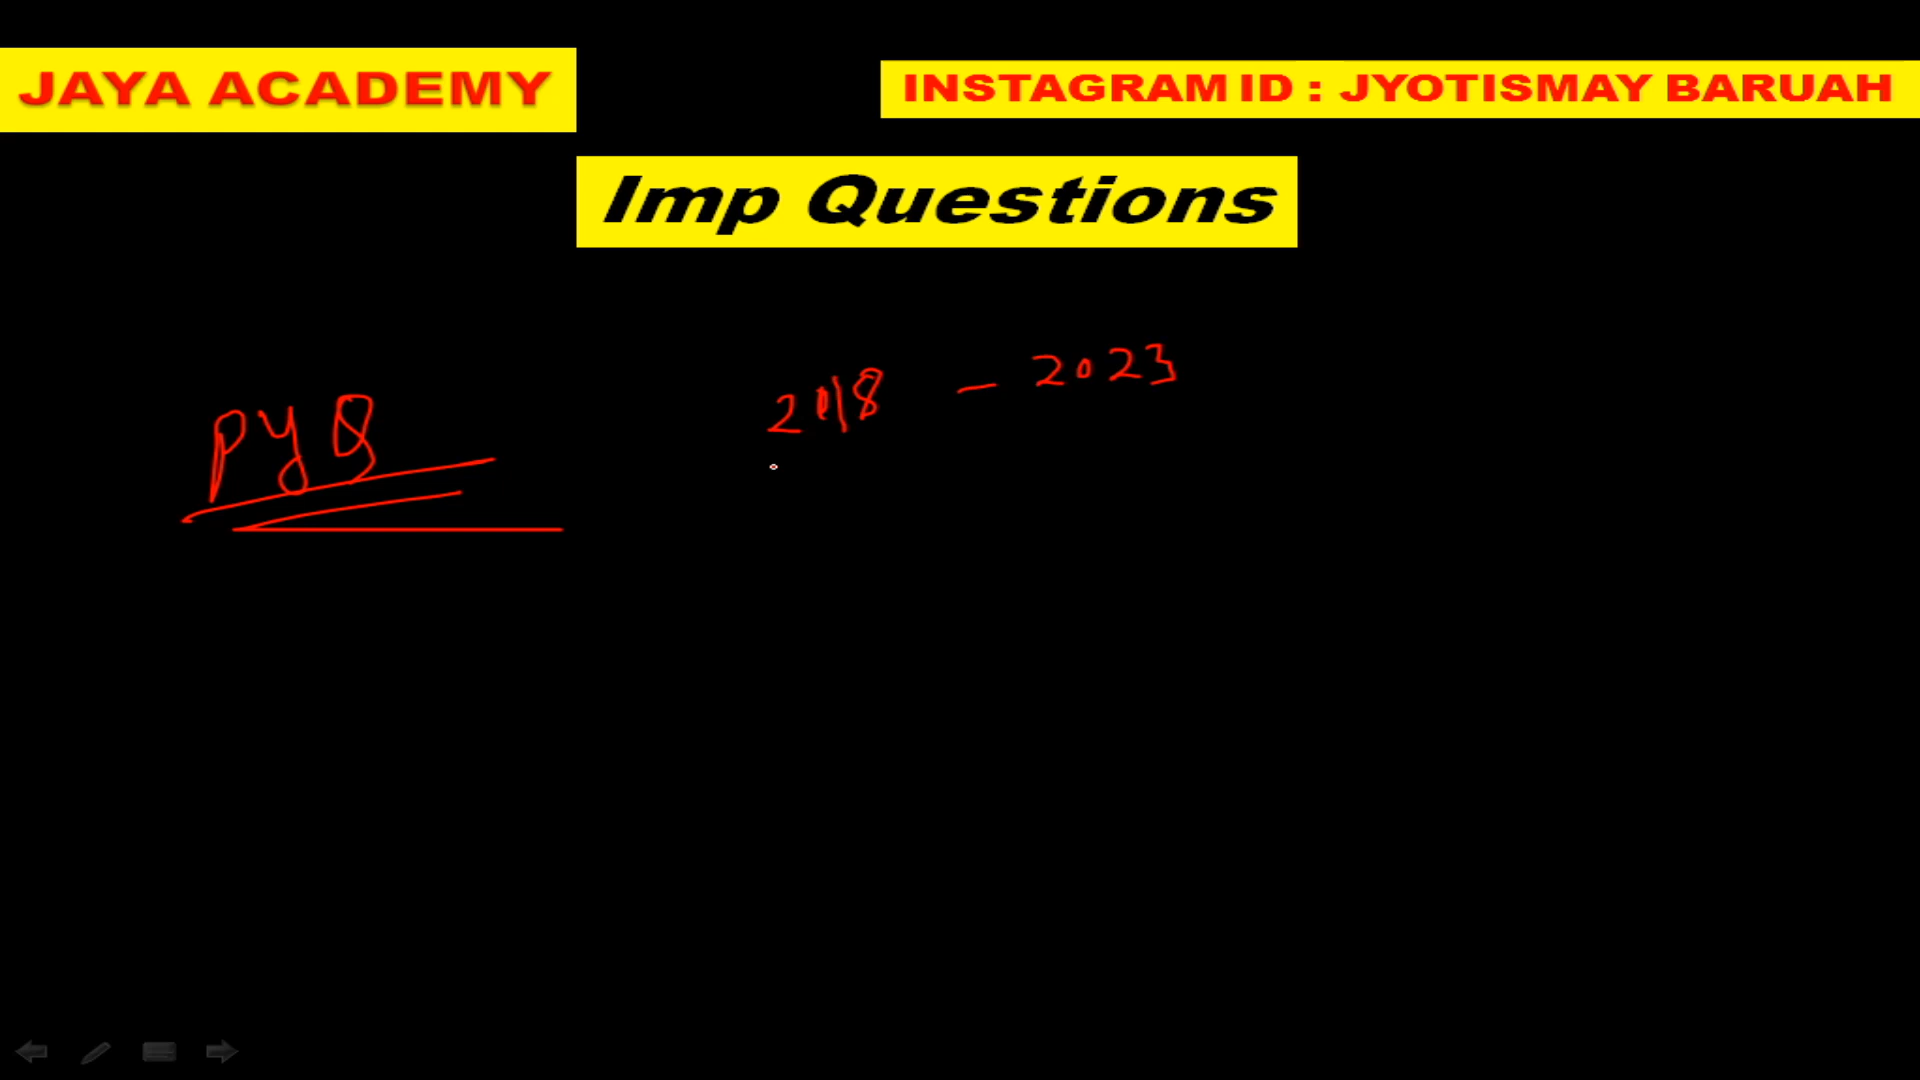 JAYA ACADEMY
INSTAGRAM ID : JYOTISMAY BARUAH
Imp Questions
2018 - 2023
PYQ